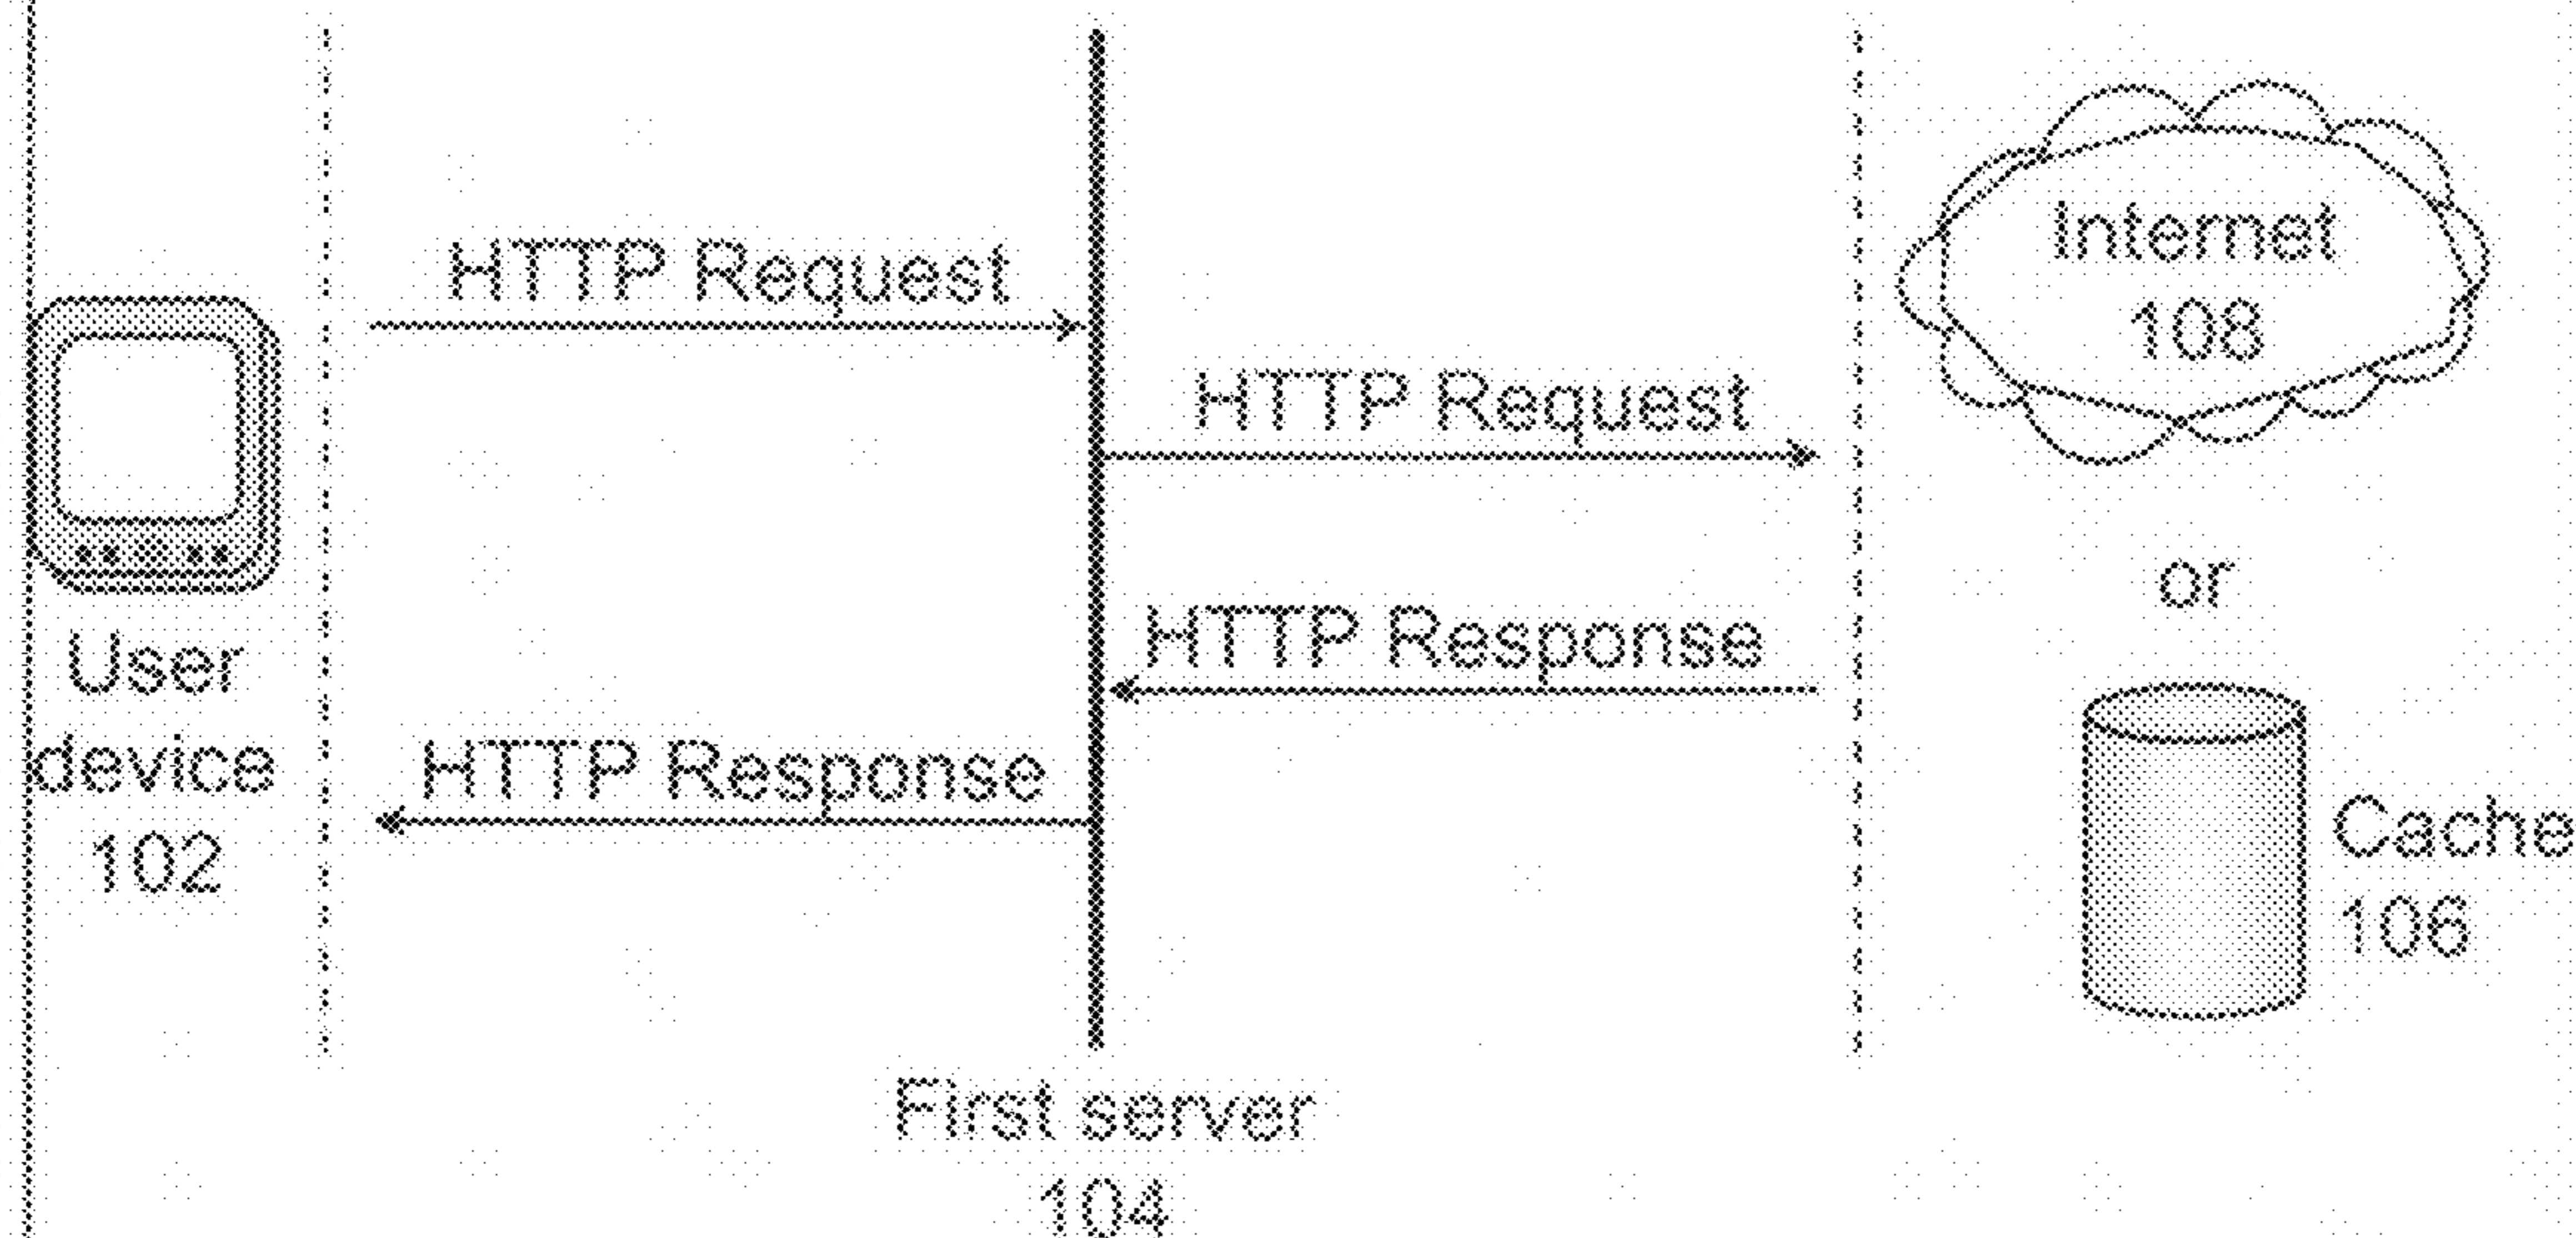 HTTP Request
Internet
108
HTTP Request
or
HTTP Response
User
device
102
HTTP Response
Cache
106
First server
104